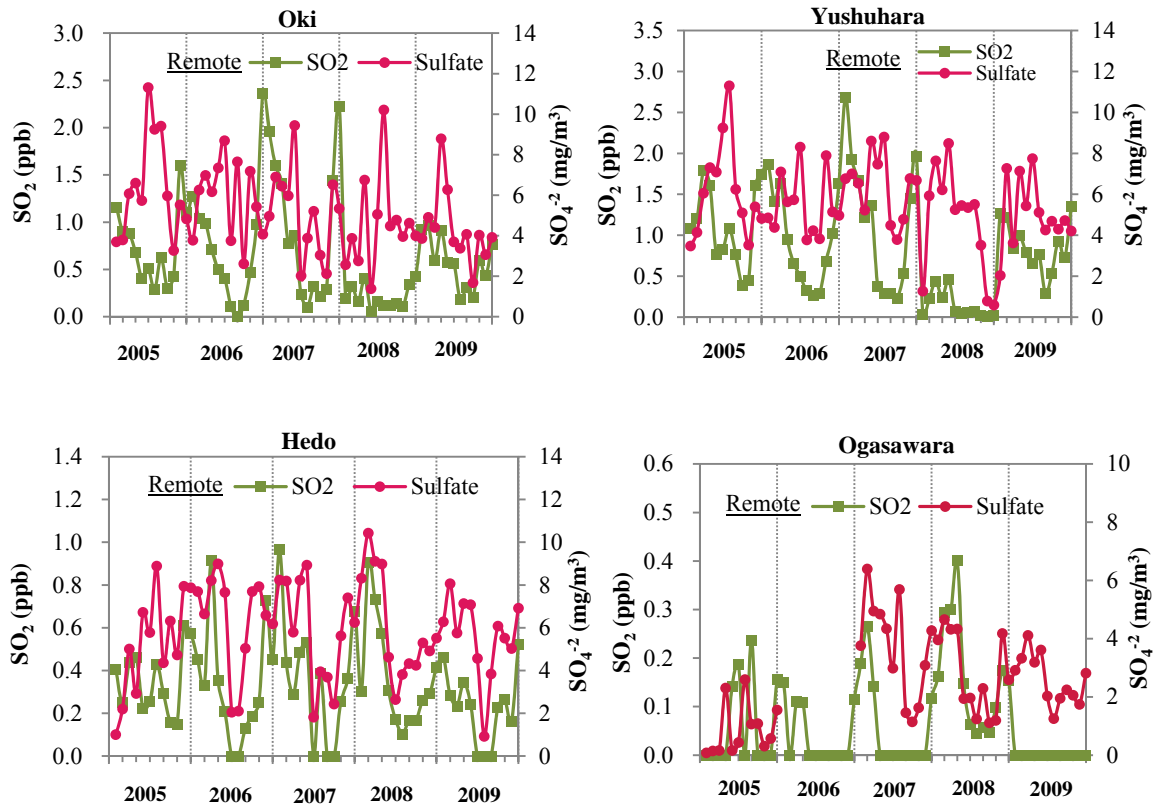 Oki
Remote SO2 Sulfate
SO₂ (ppb)
3.0
2.5
2.0
1.5
1.0
0.5
0.0
14
12
10
8
6
4
2
0
SO₄⁻² (mg/m³)
2005 2006 2007 2008 2009
Yushuhara
Remote SO2
Sulfate
SO₂ (ppb)
3.5
3.0
2.5
2.0
1.5
1.0
0.5
0.0
14
12
10
8
6
4
2
0
SO₄⁻² (mg/m³)
2005 2006 2007 2008 2009
Hedo
Remote SO2 Sulfate
SO₂ (ppb)
1.4
1.2
1.0
0.8
0.6
0.4
0.2
0.0
14
12
10
8
6
4
2
0
SO₄⁻² (mg/m³)
2005 2006 2007 2008 2009
Ogasawara
Remote SO2 Sulfate
SO₂ (ppb)
0.6
0.5
0.4
0.3
0.2
0.1
0.0
10
8
6
4
2
0
SO₄⁻² (mg/m³)
2005 2006 2007 2008 2009